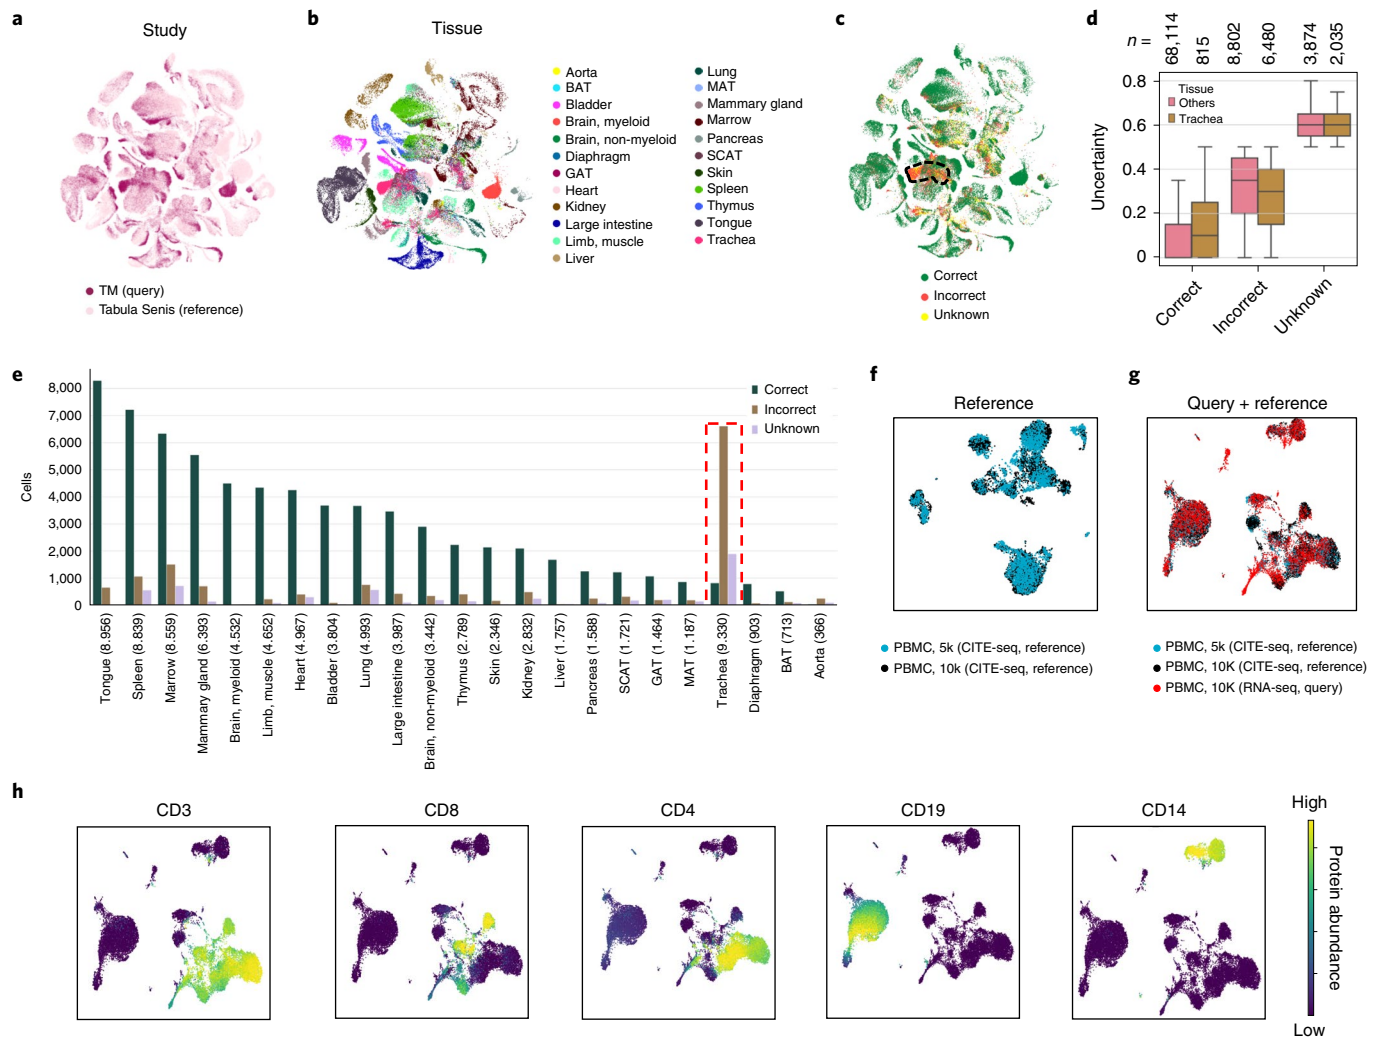 a
Study
TM (query)
Tabula Senis (reference)
b
Tissue
Aorta
BAT
Bladder
Brain, myeloid
Brain, non-myeloid
Diaphragm
GAT
Heart
Kidney
Large intestine
Limb, muscle
Liver
Lung
MAT
Mammary gland
Marrow
Pancreas
SCAT
Skin
Spleen
Thymus
Tongue
Trachea
c
Correct
Incorrect
Unknown
d
n =
68,114
815
8,802
6,480
3,874
2,035
Uncertainty
0.8
0.6
0.4
0.2
0
Tissue
Others
Trachea
Correct
Incorrect
Unknown
e
Cells
8,000
7,000
6,000
5,000
4,000
3,000
2,000
1,000
0
Correct
Incorrect
Unknown
Tongue (8.956)
Spleen (8.839)
Marrow (8.559)
Mammary gland (6.393)
Brain, myeloid (4.532)
Limb, muscle (4.652)
Heart (4.967)
Bladder (3.804)
Lung (4.993)
Large intestine (3.987)
Brain, non-myeloid (3.442)
Thymus (2.789)
Skin (2.346)
Kidney (2.832)
Liver (1.757)
Pancreas (1.588)
SCAT (1.721)
GAT (1.464)
MAT (1.187)
Trachea (9.330)
Diaphragm (903)
BAT (713)
Aorta (366)
f
Reference
PBMC, 5k (CITE-seq, reference)
PBMC, 10k (CITE-seq, reference)
g
Query + reference
PBMC, 5k (CITE-seq, reference)
PBMC, 10K (CITE-seq, reference)
PBMC, 10K (RNA-seq, query)
h
CD3
CD8
CD4
CD19
CD14
High
Protein abundance
Low